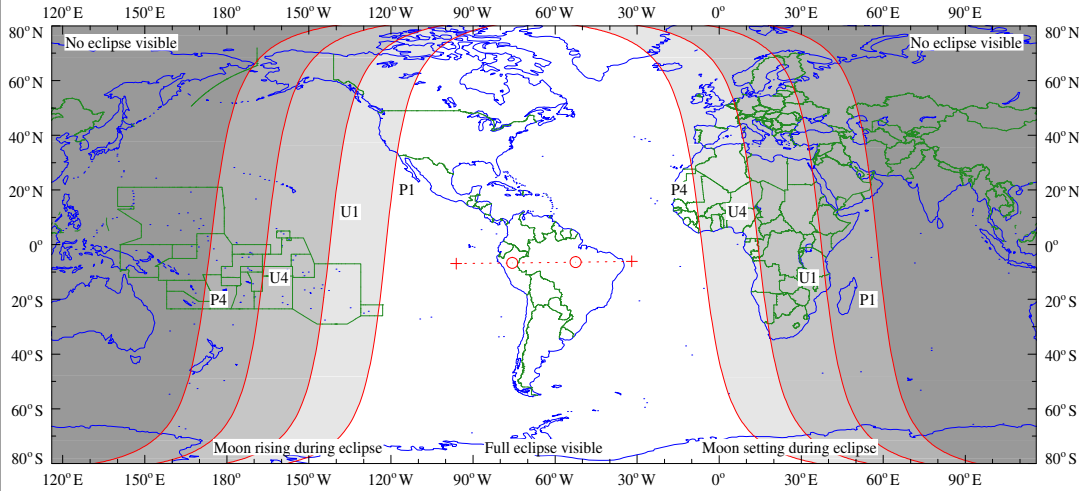 120° E 150° E 180° W 150° W 120° W 90° W 60° W 30° W 0° E 30° E 60° E 90° E
80° N No eclipse visible No eclipse visible 80° N
60° N 60° N
40° N 40° N
20° N P1 P4 20° N
U1 U4
0° 0°
U4 U1
20° S P4 P1 20° S
40° S 40° S
60° S 60° S
Moon rising during eclipse Full eclipse visible Moon setting during eclipse
80° S 80° S
120° E 150° E 180° W 150° W 120° W 90° W 60° W 30° W 0° E 30° E 60° E 90° E